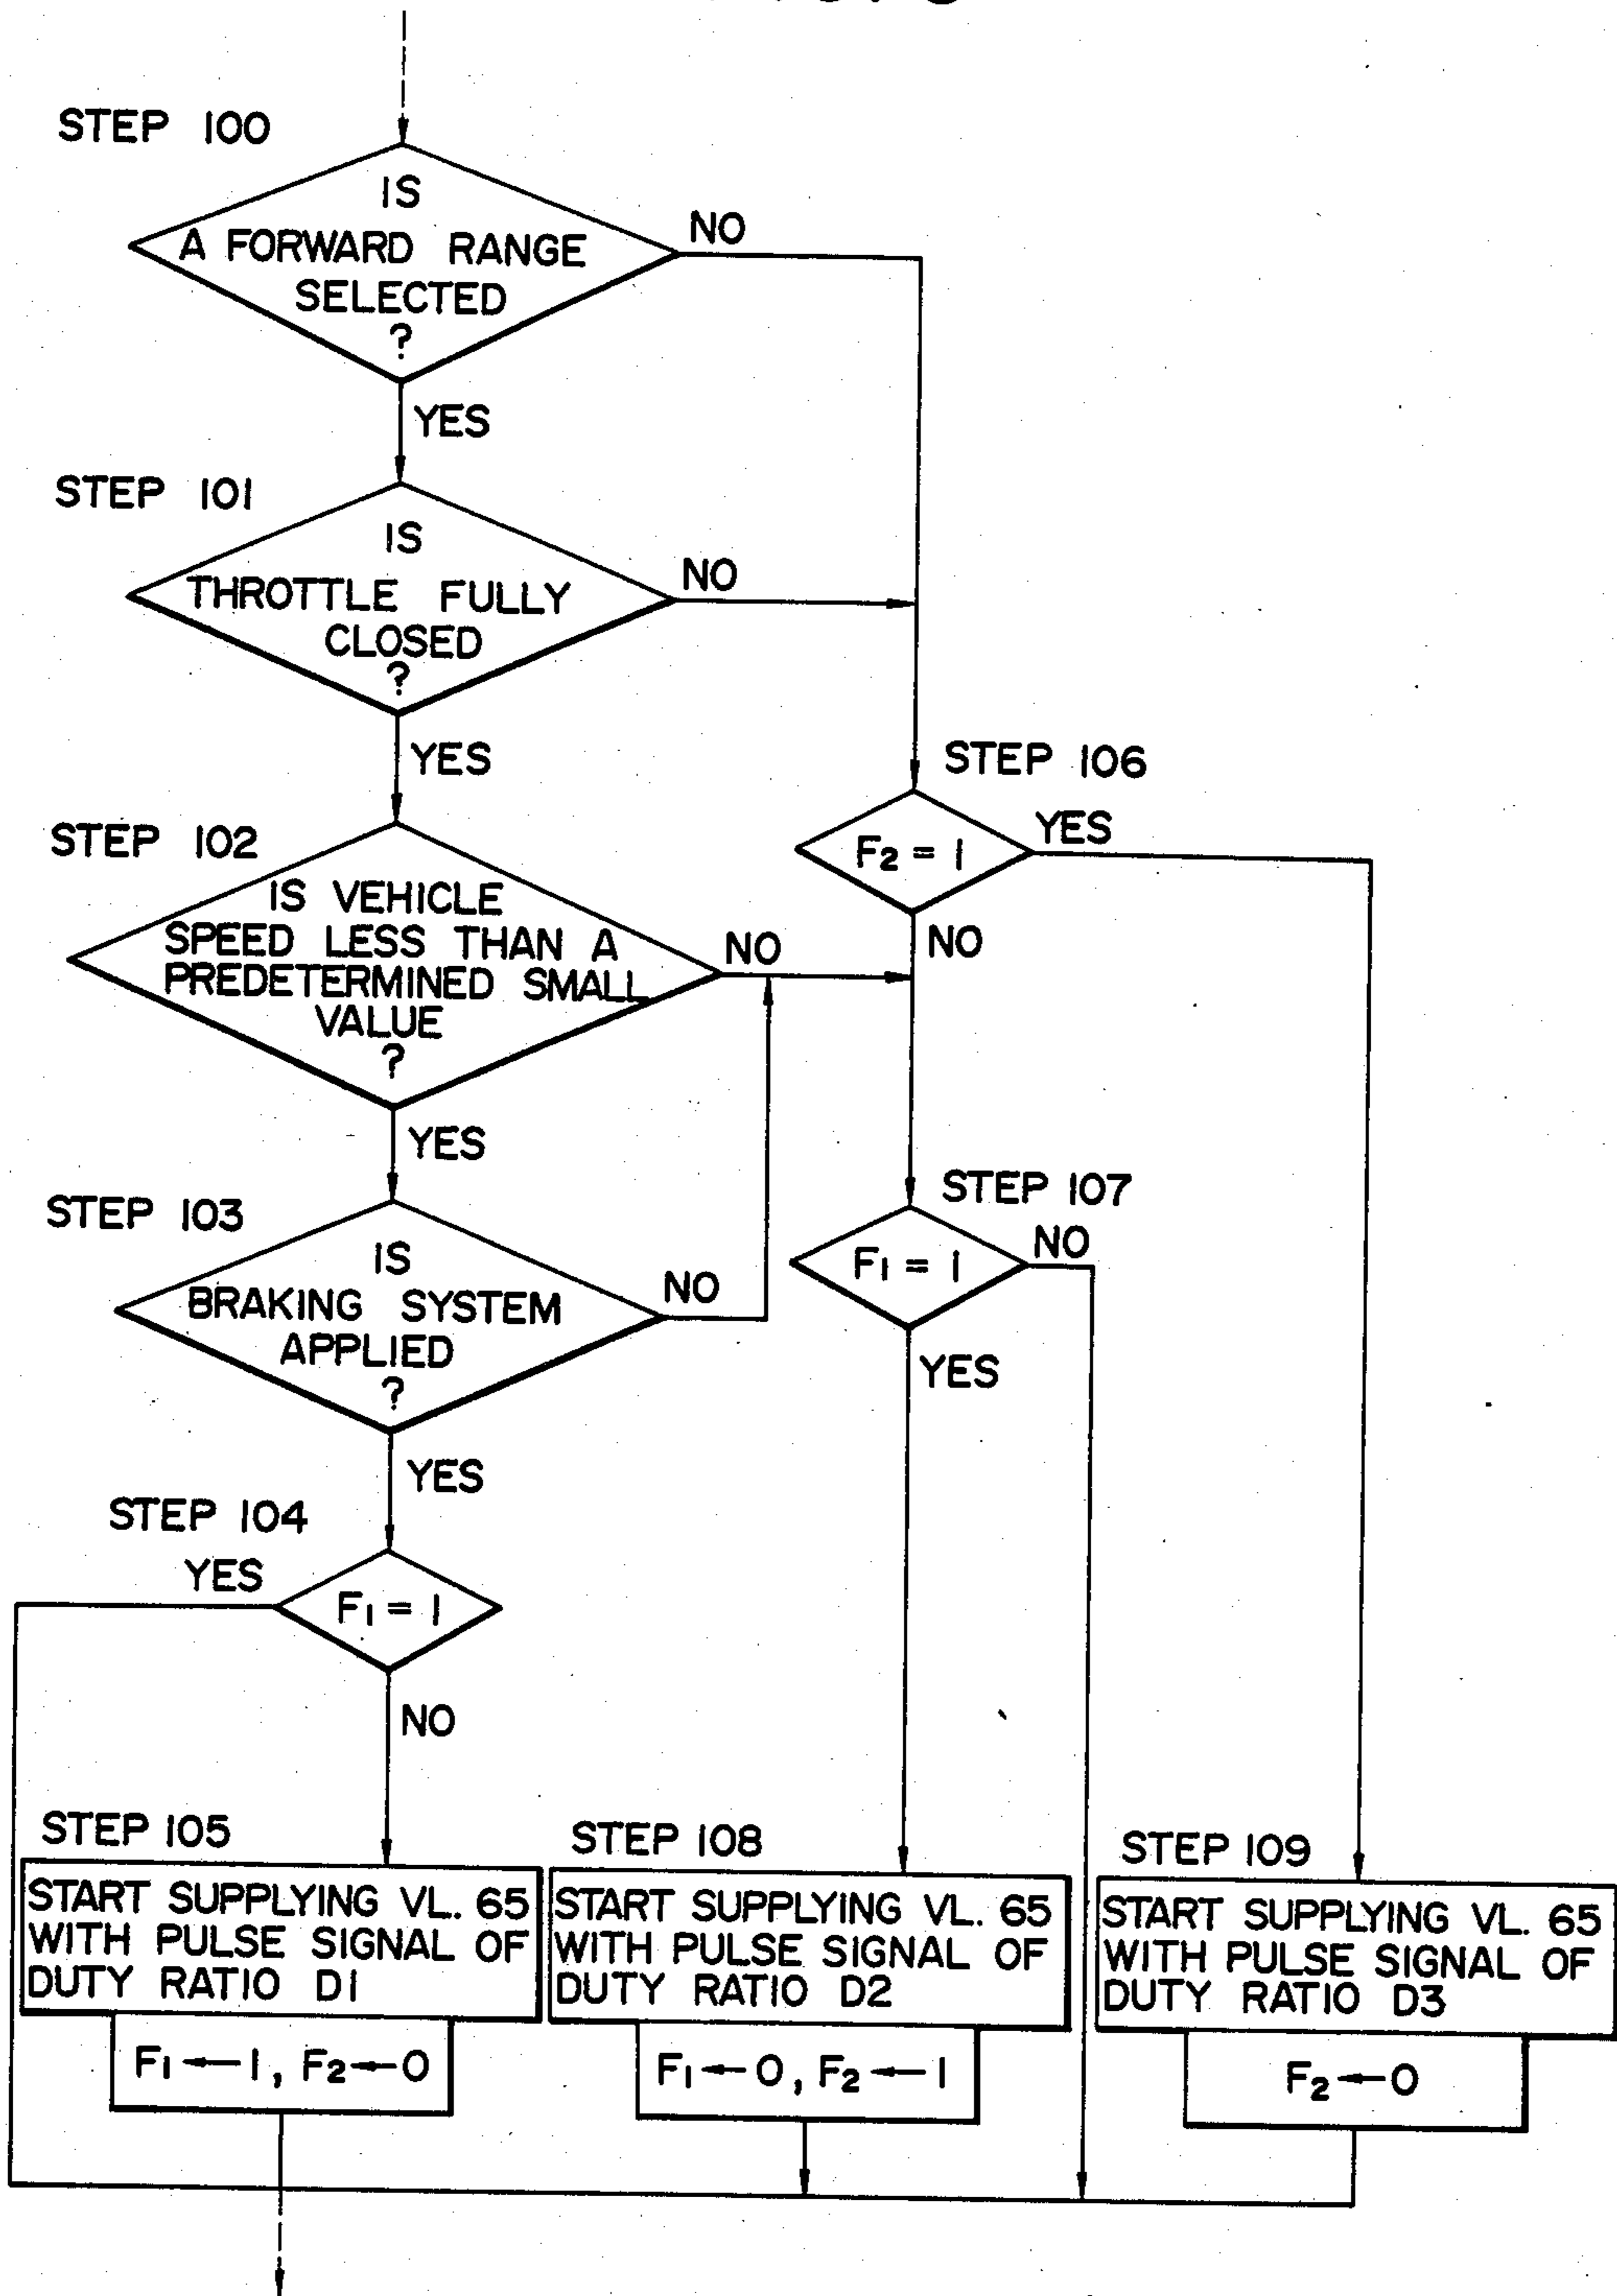 STEP 100
IS
A FORWARD RANGE
SELECTED
?
NO
YES
STEP 101
IS
THROTTLE FULLY
CLOSED
?
NO
YES
STEP 102
IS VEHICLE
SPEED LESS THAN A
PREDETERMINED SMALL
VALUE
?
NO
YES
STEP 103
IS
BRAKING SYSTEM
APPLIED
?
NO
YES
STEP 104
YES
F1 = 1
NO
STEP 106
F2 = 1
YES
NO
STEP 107
F1 = 1
NO
YES
STEP 105
START SUPPLYING VL. 65
WITH PULSE SIGNAL OF
DUTY RATIO D1
F1 ← 1, F2 ← 0
STEP 108
START SUPPLYING VL. 65
WITH PULSE SIGNAL OF
DUTY RATIO D2
F1 ← 0, F2 ← 1
STEP 109
START SUPPLYING VL. 65
WITH PULSE SIGNAL OF
DUTY RATIO D3
F2 ← 0